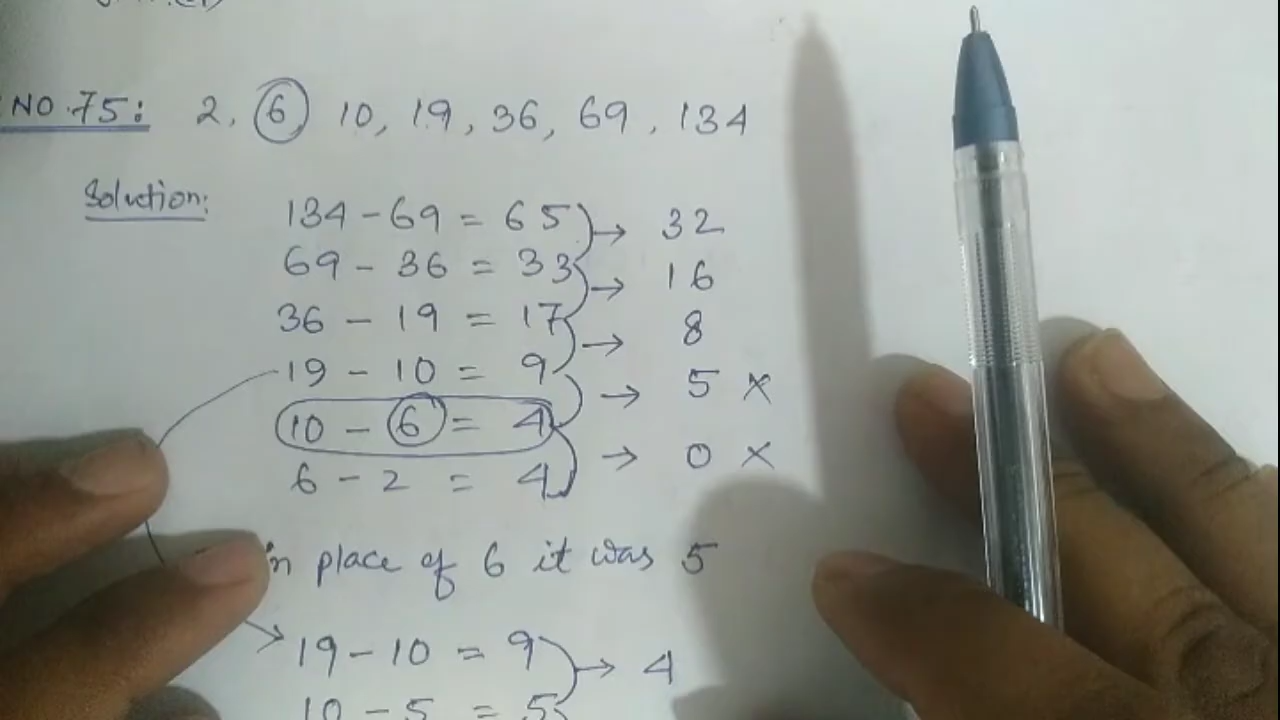 NO.75: 2, 6 10, 19, 36, 69, 134
Solution:
134 - 69 = 65 → 32
69 - 36 = 33 → 16
36 - 19 = 17 → 8
19 - 10 = 9 → 5 ×
10 - 6 = 4 → 0 ×
6 - 2 = 4
in place of 6 it was 5
→ 19 - 10 = 9 → 4
10 - 5 = 5